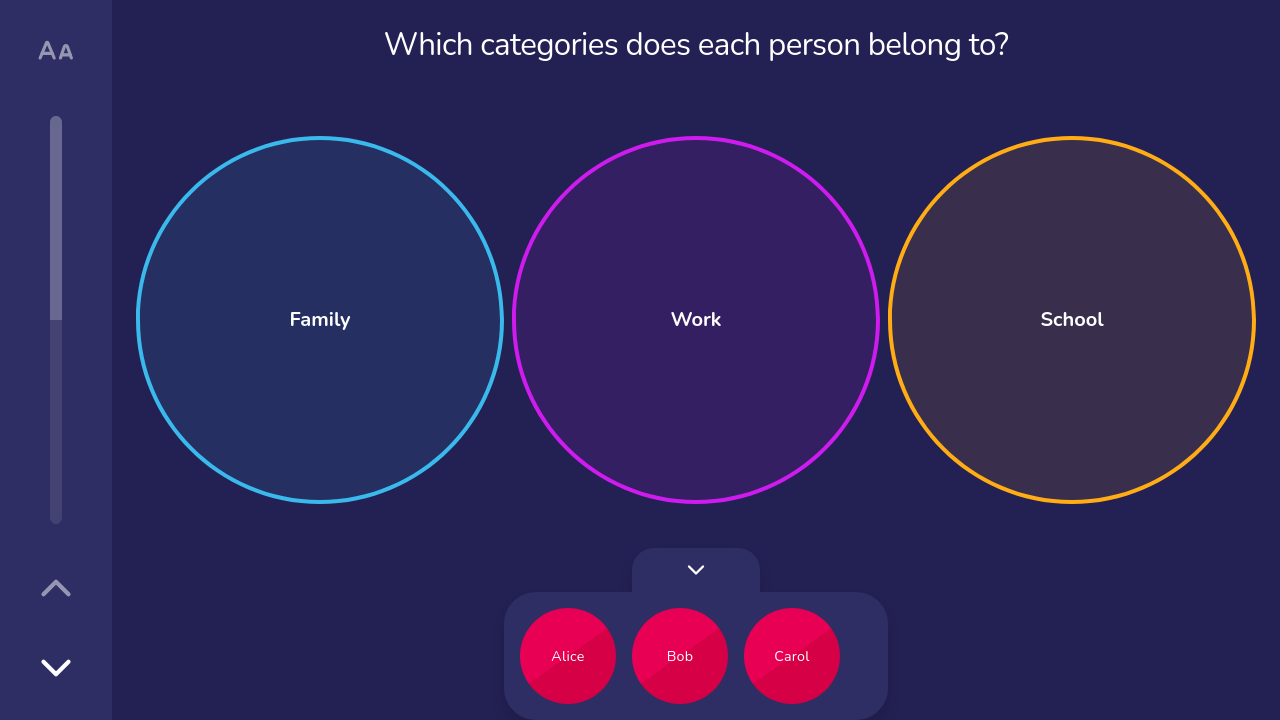 AA
Which categories does each person belong to?
Family
Work
School
Alice
Bob
Carol